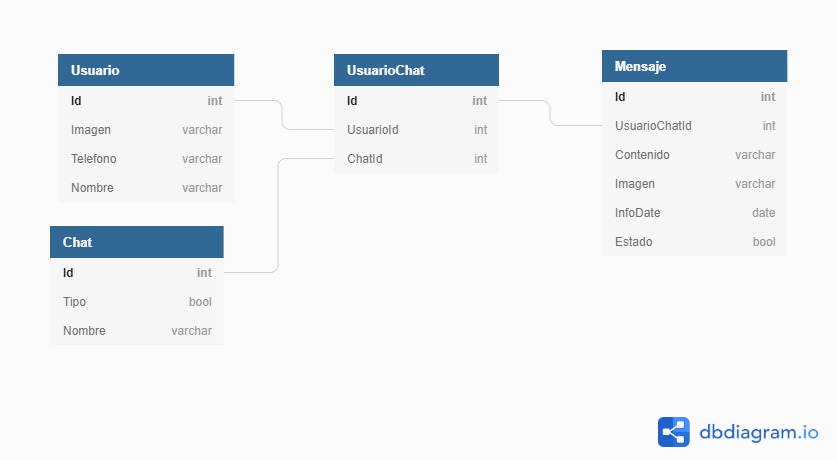 Usuario
Id int
Imagen varchar
Telefono varchar
Nombre varchar
Chat
Id int
Tipo bool
Nombre varchar
UsuarioChat
Id int
UsuarioId int
ChatId int
Mensaje
Id int
UsuarioChatId int
Contenido varchar
Imagen varchar
InfoDate date
Estado bool
dbdiagram.io